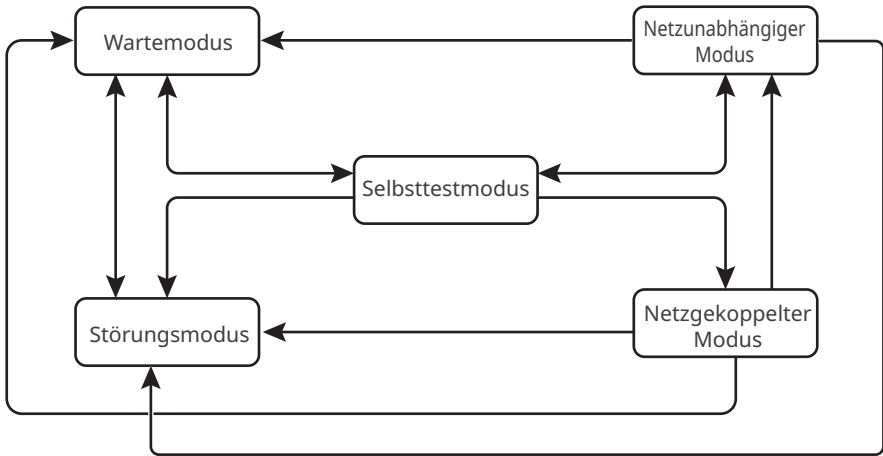 Wartemodus
Netzunabhängiger
Modus
Selbsttestmodus
Störungsmodus
Netzgekoppelter
Modus